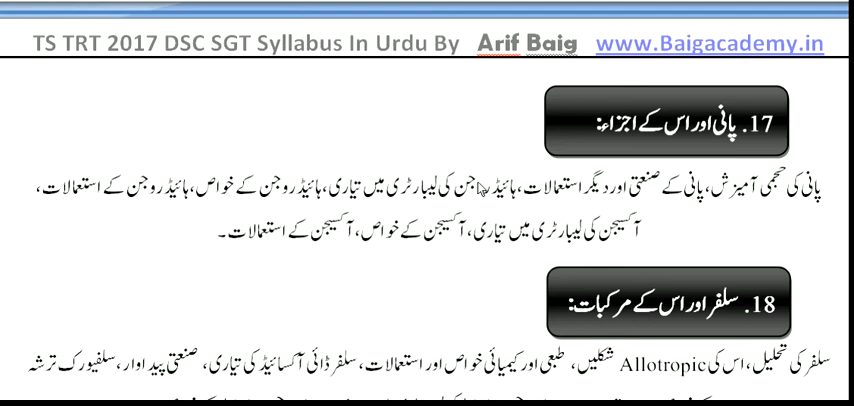 TS TRT 2017 DSC SGT Syllabus In Urdu By Arif Baig www.Baigacademy.in
17. پانی اور اس کے اجزاء:
پانی کی حجمی آمیزش، پانی کے صنعتی اور دیگر استعمالات، ہائیڈروجن کی لیبارٹری میں تیاری، ہائیڈروجن کے خواص، ہائیڈروجن کے استعمالات،
آکسیجن کی لیبارٹری میں تیاری، آکسیجن کے خواص، آکسیجن کے استعمالات۔
18. سلفر اور اس کے مرکبات:
سلفر کی تحلیل، اس کی Allotropic شکلیں، طبعی اور کیمیائی خواص اور استعمالات، سلفر ڈائی آکسائیڈ کی تیاری، صنعتی پیداوار، سلفیورک ترشہ